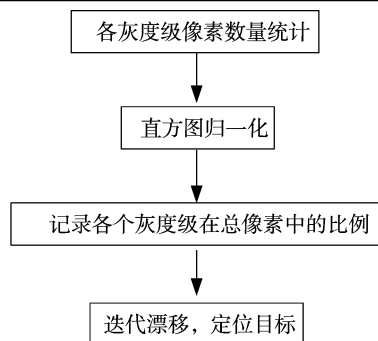 各灰度级像素数量统计
直方图归一化
记录各个灰度级在总像素中的比例
迭代漂移，定位目标